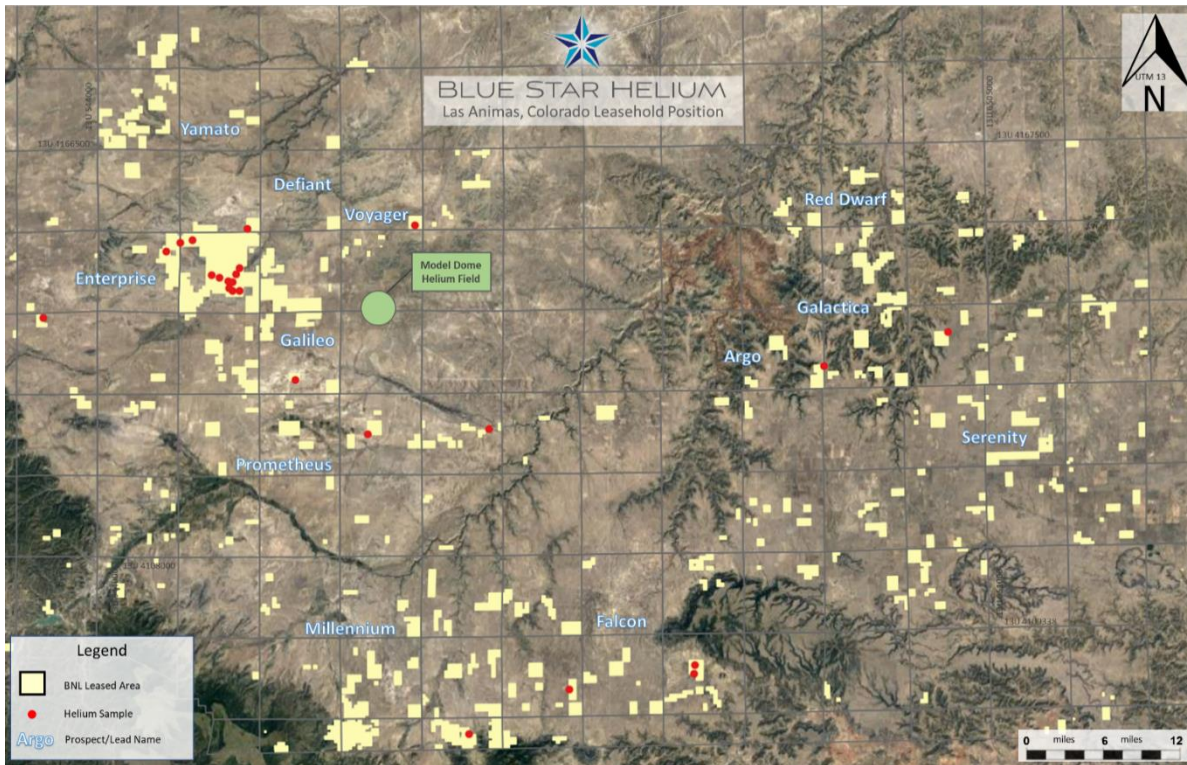 BLUE STAR HELIUM
Las Animas, Colorado Leasehold Position
UTM 13
N
Yamato
Defiant
Voyager
Red Dwarf
Enterprise
Model Dome
Helium Field
Galileo
Galactica
Argo
Prometheus
Serenity
Millennium
Falcon
Legend
BNL Leased Area
Helium Sample
Argo Prospect/Lead Name
0 miles 6 miles 12